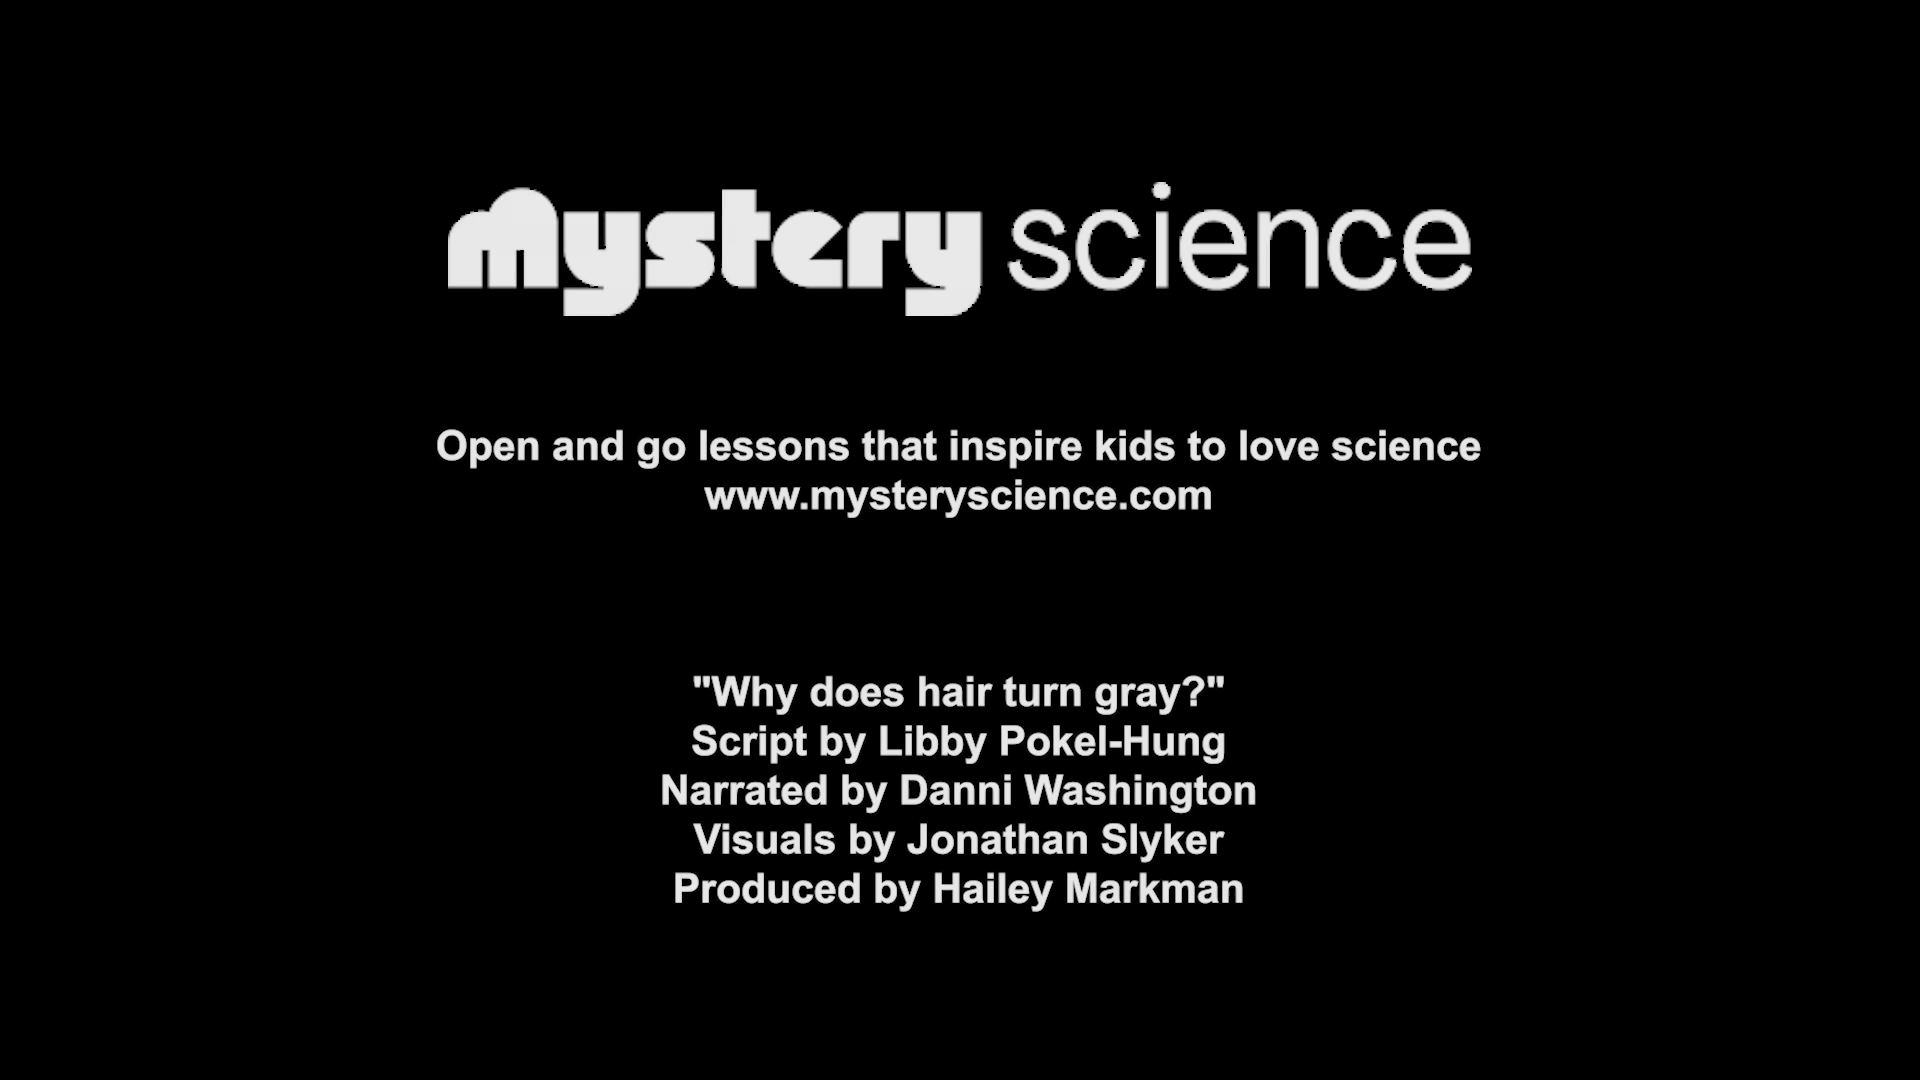 mystery science
Open and go lessons that inspire kids to love science
www.mysteryscience.com
"Why does hair turn gray?"
Script by Libby Pokel-Hung
Narrated by Danni Washington
Visuals by Jonathan Slyker
Produced by Hailey Markman